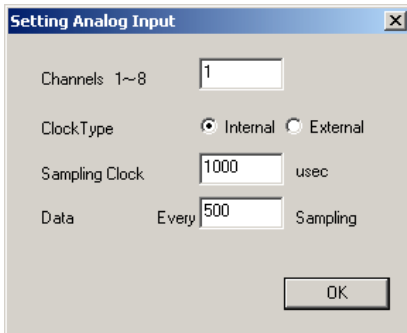 Setting Analog Input
Channels 1~8 1
ClockType Internal External
Sampling Clock 1000 usec
Data Every 500 Sampling
OK